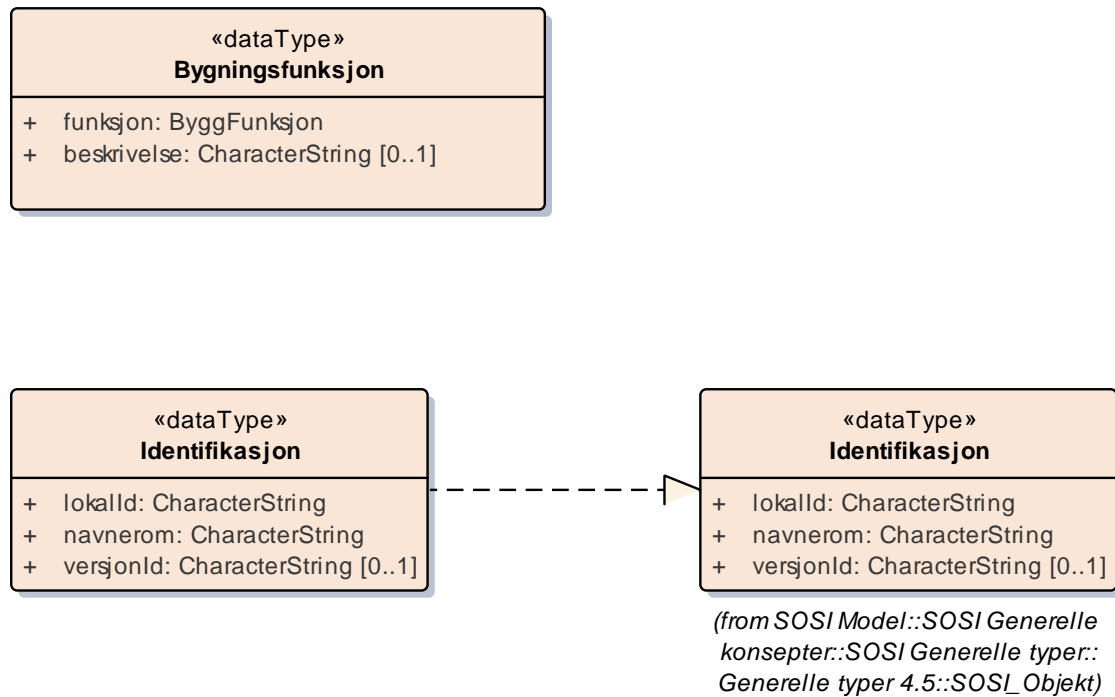 «dataType»
Bygningsfunksjon
+ funksjon: ByggFunksjon
+ beskrivelse: CharacterString [0..1]
«dataType»
Identifikasjon
+ lokalId: CharacterString
+ navnerom: CharacterString
+ versjonId: CharacterString [0..1]
«dataType»
Identifikasjon
+ lokalId: CharacterString
+ navnerom: CharacterString
+ versjonId: CharacterString [0..1]
(from SOSI Model::SOSI Generelle
konsepter::SOSI Generelle typer::
Generelle typer 4.5::SOSI_Objekt)